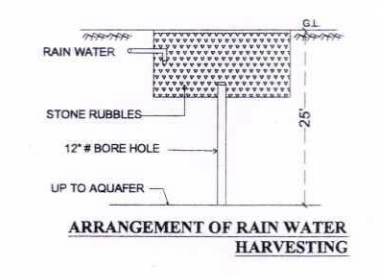 G.L.
RAIN WATER
STONE RUBBLES
12" # BORE HOLE
25'
UP TO AQUAFER
ARRANGEMENT OF RAIN WATER
HARVESTING